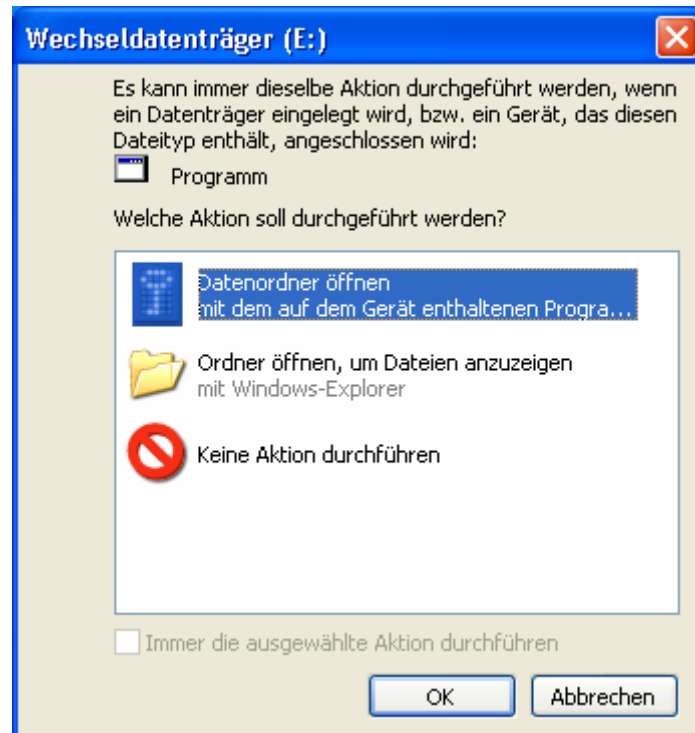 Wechseldatenträger (E:)
Es kann immer dieselbe Aktion durchgeführt werden, wenn
ein Datenträger eingelegt wird, bzw. ein Gerät, das diesen
Dateityp enthält, angeschlossen wird:
Programm
Welche Aktion soll durchgeführt werden?
Datenordner öffnen
mit dem auf dem Gerät enthaltenen Progra...
Ordner öffnen, um Dateien anzuzeigen
mit Windows-Explorer
Keine Aktion durchführen
Immer die ausgewählte Aktion durchführen
OK
Abbrechen